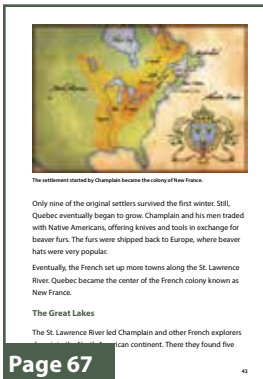 The settlement started by Champlain became the colony of New France.
Only nine of the original settlers survived the first winter. Still,
Quebec eventually began to grow. Champlain and his men traded
with Native Americans, offering knives and tools in exchange for
beaver furs. The furs were shipped back to Europe, where beaver
hats were very popular.
Eventually, the French set up more towns along the St. Lawrence
River. Quebec became the center of the French colony known as
New France.
The Great Lakes
The St. Lawrence River led Champlain and other French explorers
continent. There they found five
Page 67
43